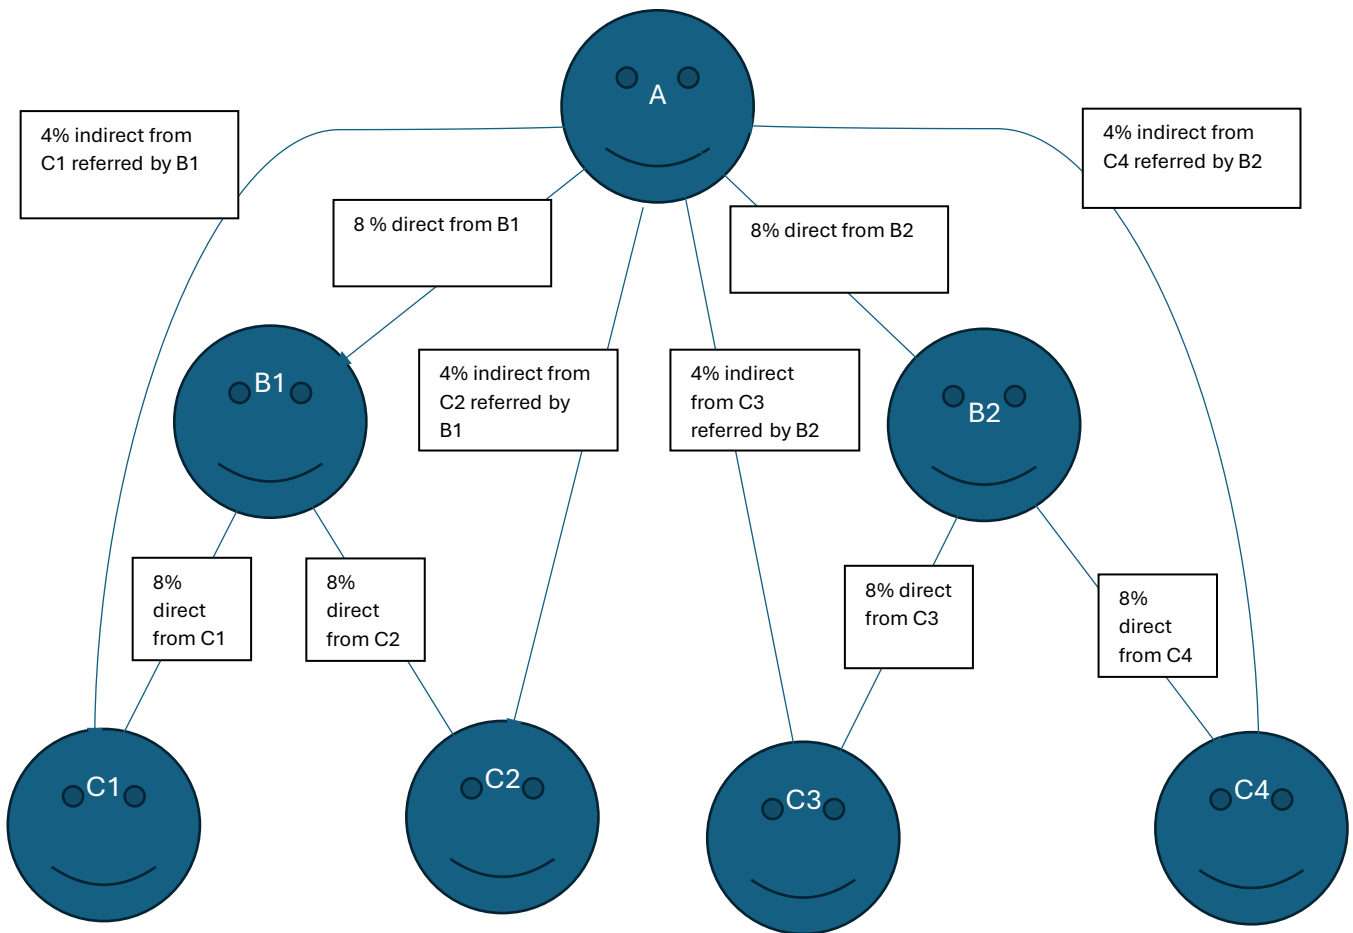 A
4% indirect from
C1 referred by B1
4% indirect from
C4 referred by B2
8 % direct from B1
8% direct from B2
B1
4% indirect from
C2 referred by
B1
4% indirect
from C3
referred by B2
B2
8%
direct
from C1
8%
direct
from C2
8% direct
from C3
8%
direct
from C4
C1
C2
C3
C4